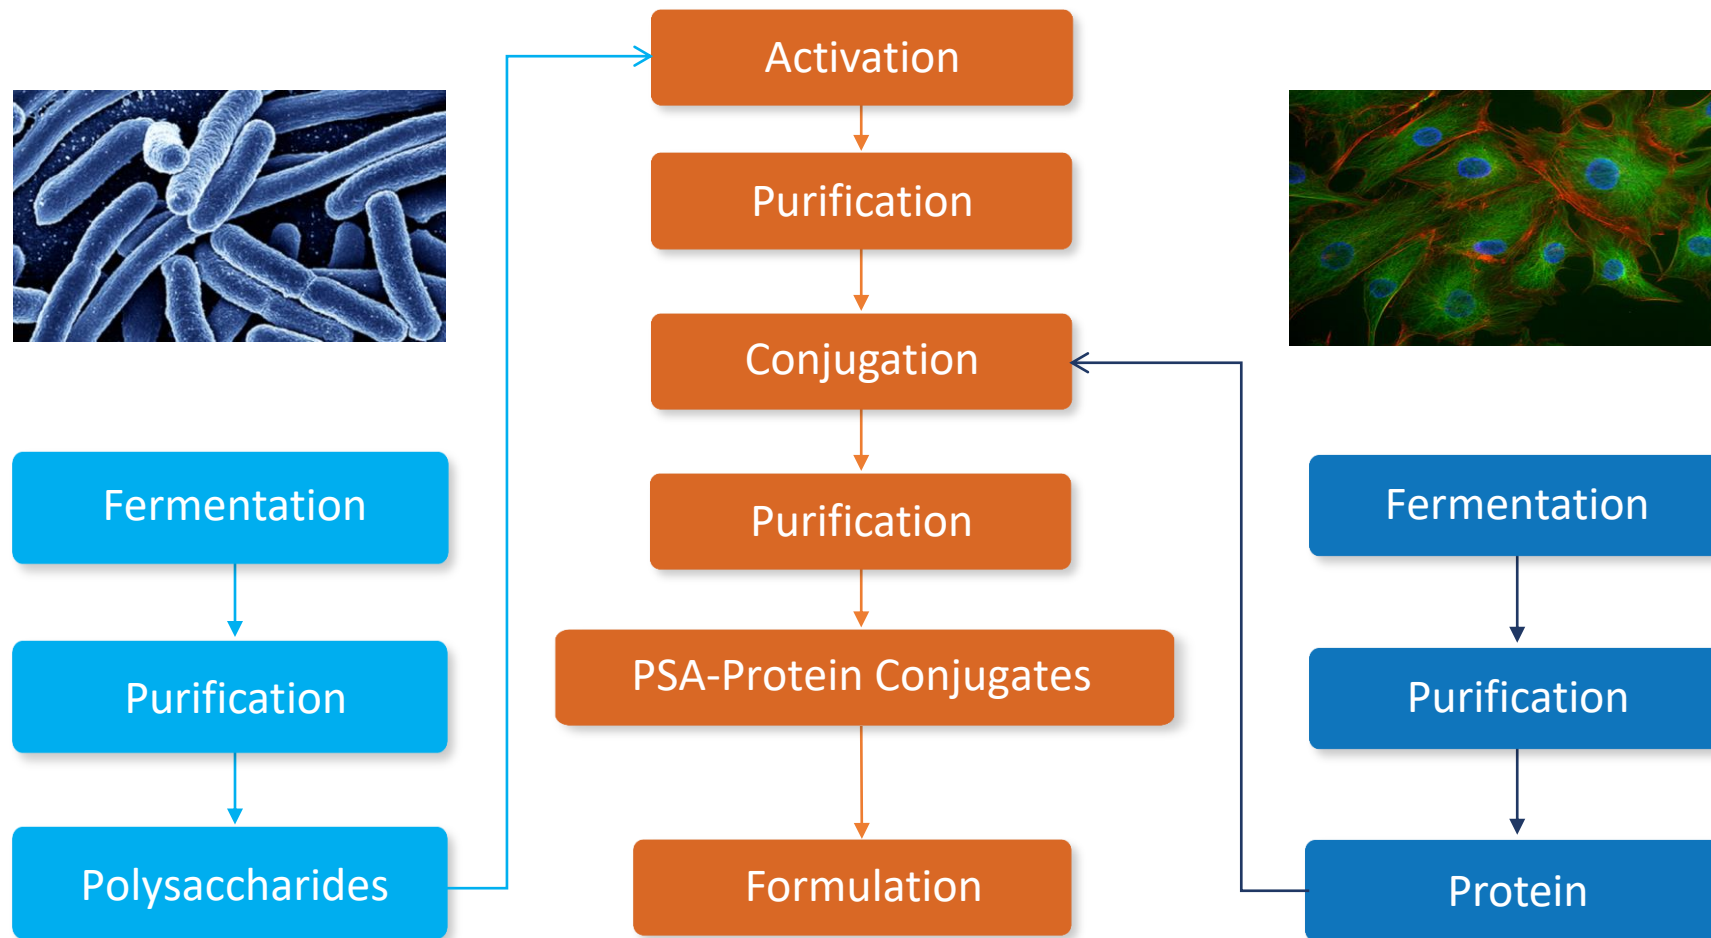 Activation
Purification
Conjugation
Purification
PSA-Protein Conjugates
Formulation
Fermentation
Purification
Polysaccharides
Fermentation
Purification
Protein